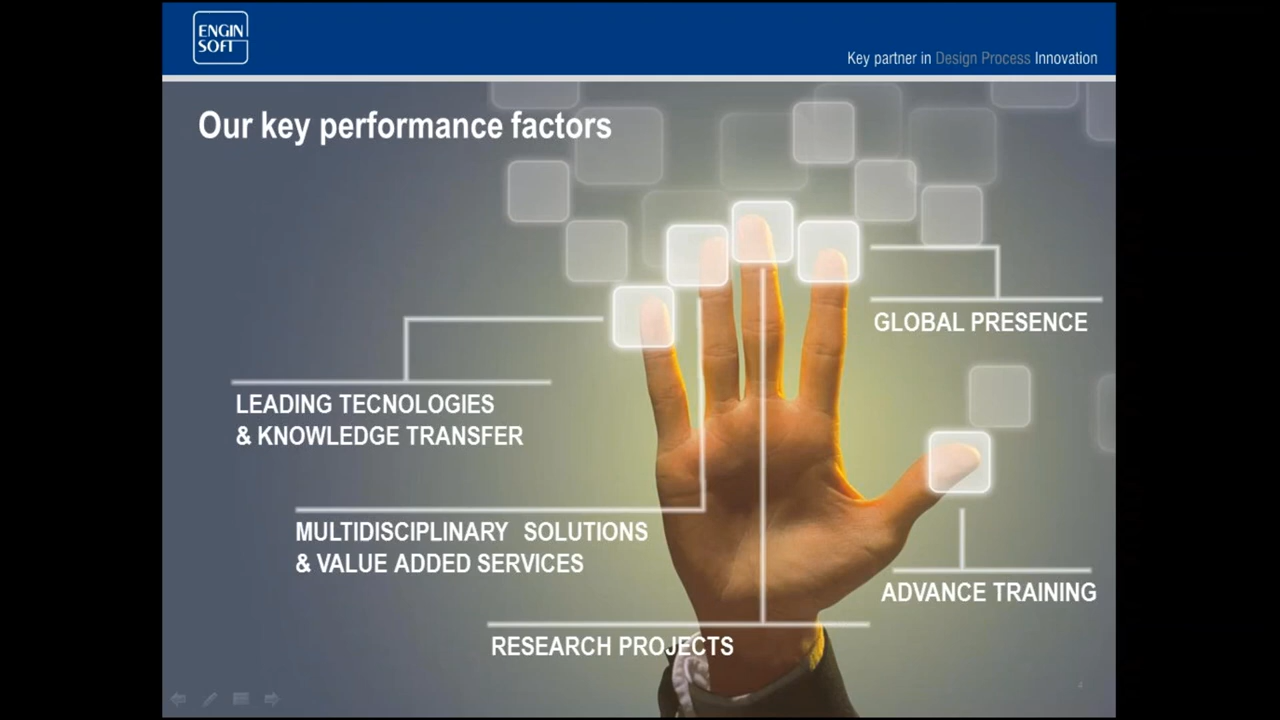 ENGIN
SOFT
Key partner in Design Process Innovation
Our key performance factors
GLOBAL PRESENCE
LEADING TECNOLOGIES
& KNOWLEDGE TRANSFER
MULTIDISCIPLINARY SOLUTIONS
& VALUE ADDED SERVICES
ADVANCE TRAINING
RESEARCH PROJECTS
4